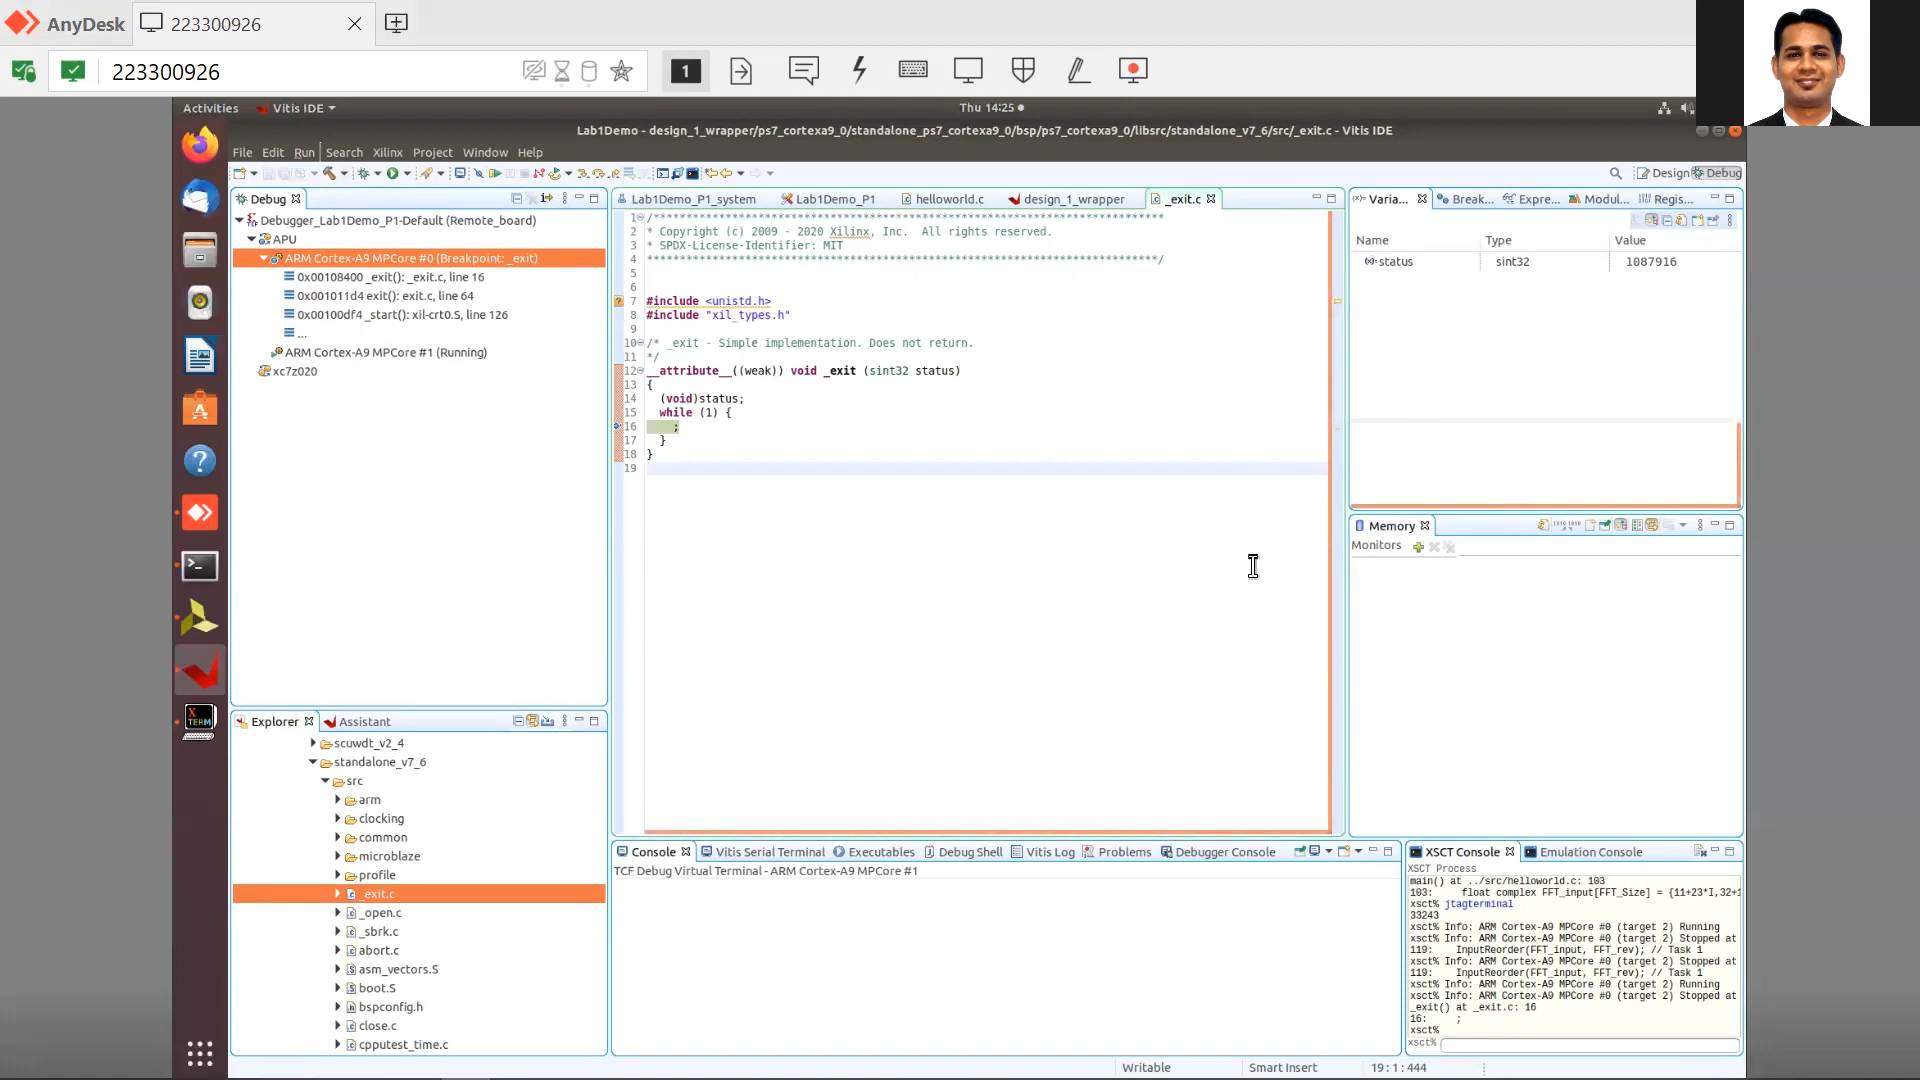 AnyDesk
223300926
223300926
1
Activities
Vitis IDE
Thu 14:25
Lab1Demo - design_1_wrapper/ps7_cortexa9_0/standalone_ps7_cortexa9_0/bsp/ps7_cortexa9_0/libsrc/standalone_v7_6/src/_exit.c - Vitis IDE
File Edit Run Search Xilinx Project Window Help
Design Debug
Debug
Debugger_Lab1Demo_P1-Default (Remote_board)
APU
ARM Cortex-A9 MPCore #0 (Breakpoint: _exit)
0x00108400 _exit(): _exit.c, line 16
0x001011d4 exit(): exit.c, line 64
0x00100df4 _start(): xil-crt0.S, line 126
...
ARM Cortex-A9 MPCore #1 (Running)
xc7z020
Lab1Demo_P1_system Lab1Demo_P1 helloworld.c design_1_wrapper _exit.c
1 /******************************************************************************
2 * Copyright (c) 2009 - 2020 Xilinx, Inc.  All rights reserved.
3 * SPDX-License-Identifier: MIT
4 ******************************************************************************/
5
6
7 #include <unistd.h>
8 #include "xil_types.h"
9
10 /* _exit - Simple implementation. Does not return.
11 */
12 __attribute__((weak)) void _exit (sint32 status)
13 {
14 (void)status;
15 while (1) {
16 ;
17 }
18 }
19
Varia... Break... Expre... Modul... Regis...
Name Type Value
status sint32 1087916
Memory
Monitors
Explorer Assistant
scuwdt_v2_4
standalone_v7_6
src
arm
clocking
common
microblaze
profile
_exit.c
_open.c
_sbrk.c
abort.c
asm_vectors.S
boot.S
bspconfig.h
close.c
cpputest_time.c
Console Vitis Serial Terminal Executables Debug Shell Vitis Log Problems Debugger Console
TCF Debug Virtual Terminal - ARM Cortex-A9 MPCore #1
XSCT Console Emulation Console
XSCT Process
main() at ../src/helloworld.c: 103
103: float complex FFT_input[FFT_Size] = {11+23*I,32+1
xsct% jtagterminal
33243
xsct% Info: ARM Cortex-A9 MPCore #0 (target 2) Running
xsct% Info: ARM Cortex-A9 MPCore #0 (target 2) Stopped at
119: InputReorder(FFT_input, FFT_rev); // Task 1
xsct% Info: ARM Cortex-A9 MPCore #0 (target 2) Stopped at
119: InputReorder(FFT_input, FFT_rev); // Task 1
xsct% Info: ARM Cortex-A9 MPCore #0 (target 2) Running
xsct% Info: ARM Cortex-A9 MPCore #0 (target 2) Stopped at
_exit() at _exit.c: 16
16: ;
xsct%
xsct%
Writable Smart Insert 19 : 1 : 444
X
TERM